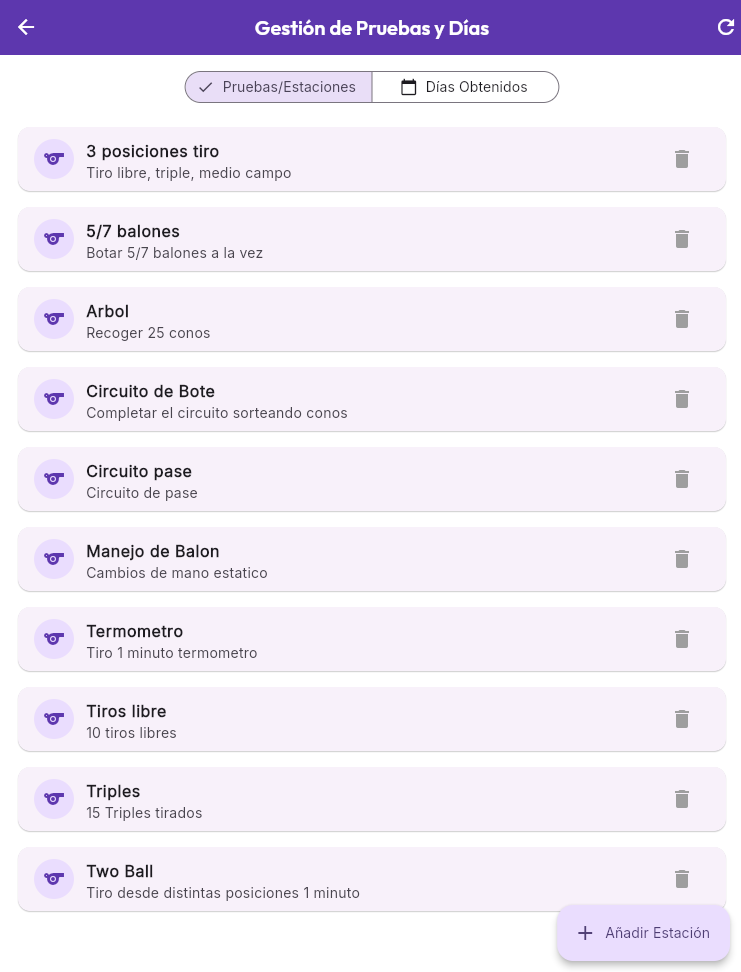 Gestión de Pruebas y Días
Pruebas/Estaciones
Días Obtenidos
3 posiciones tiro
Tiro libre, triple, medio campo
5/7 balones
Botar 5/7 balones a la vez
Arbol
Recoger 25 conos
Circuito de Bote
Completar el circuito sorteando conos
Circuito pase
Circuito de pase
Manejo de Balon
Cambios de mano estatico
Termometro
Tiro 1 minuto termometro
Tiros libre
10 tiros libres
Triples
15 Triples tirados
Two Ball
Tiro desde distintas posiciones 1 minuto
Añadir Estación